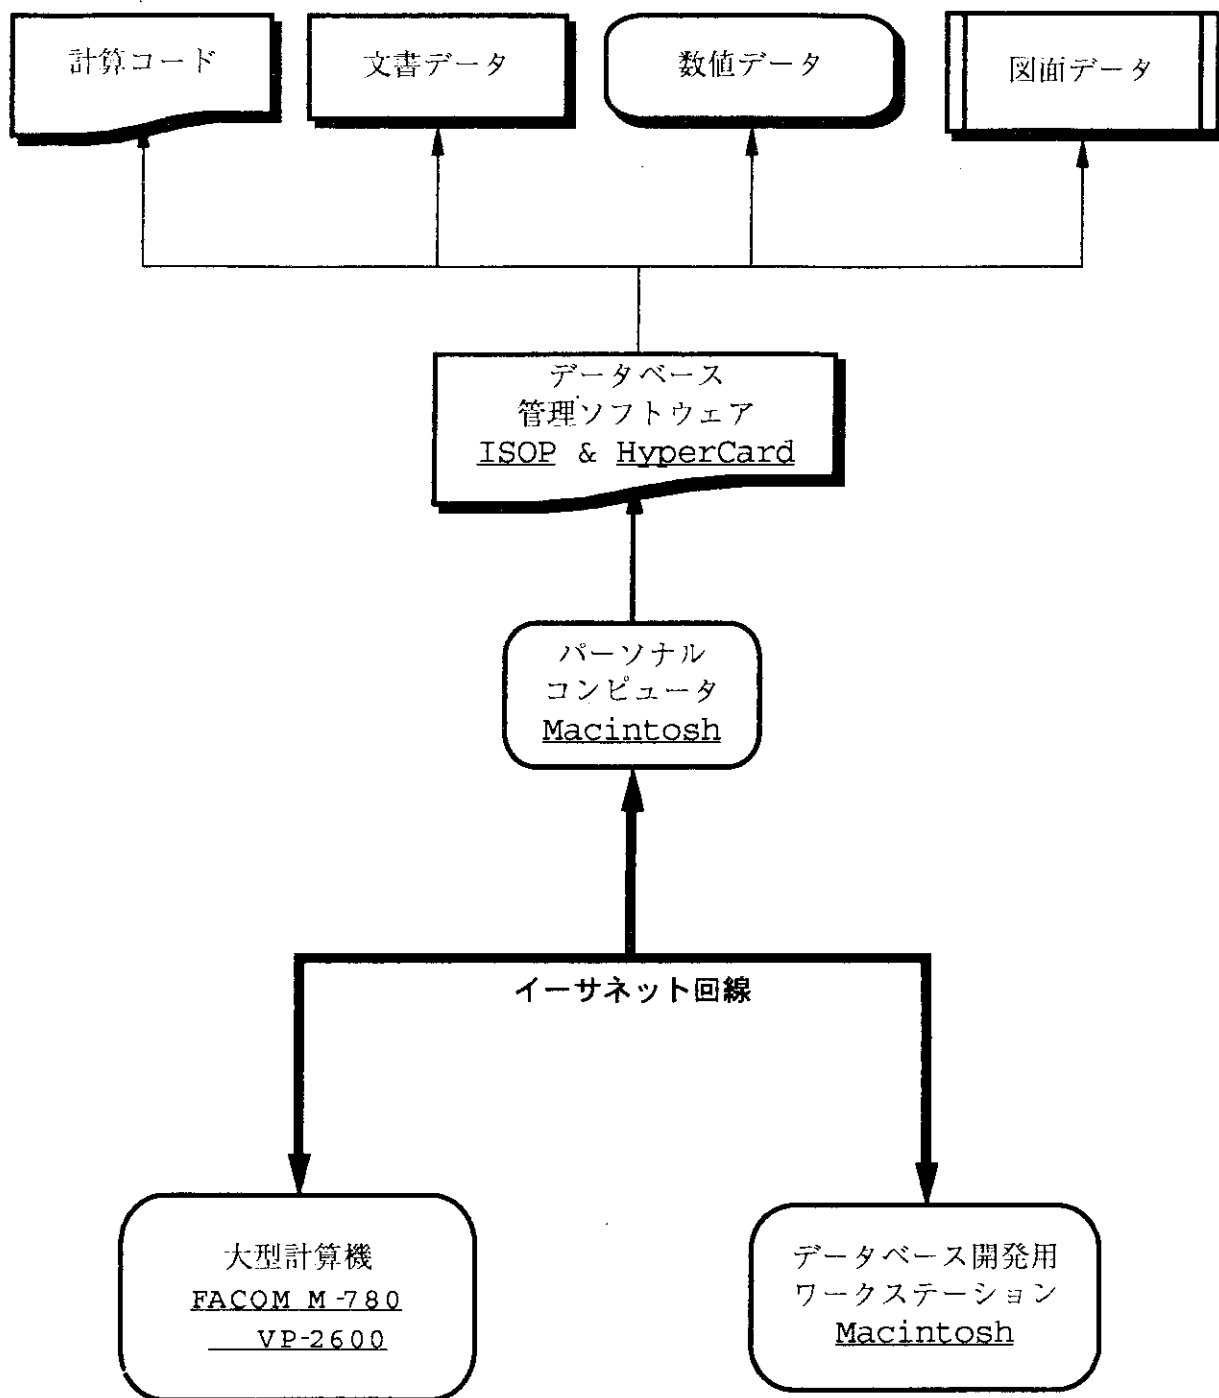 計算コード
文書データ
数値データ
図面データ
データベース
管理ソフトウェア
ISOP & HyperCard
パーソナル
コンピュータ
Macintosh
イーサネット回線
大型計算機
FACOM M-780
VP-2600
データベース開発用
ワークステーション
Macintosh